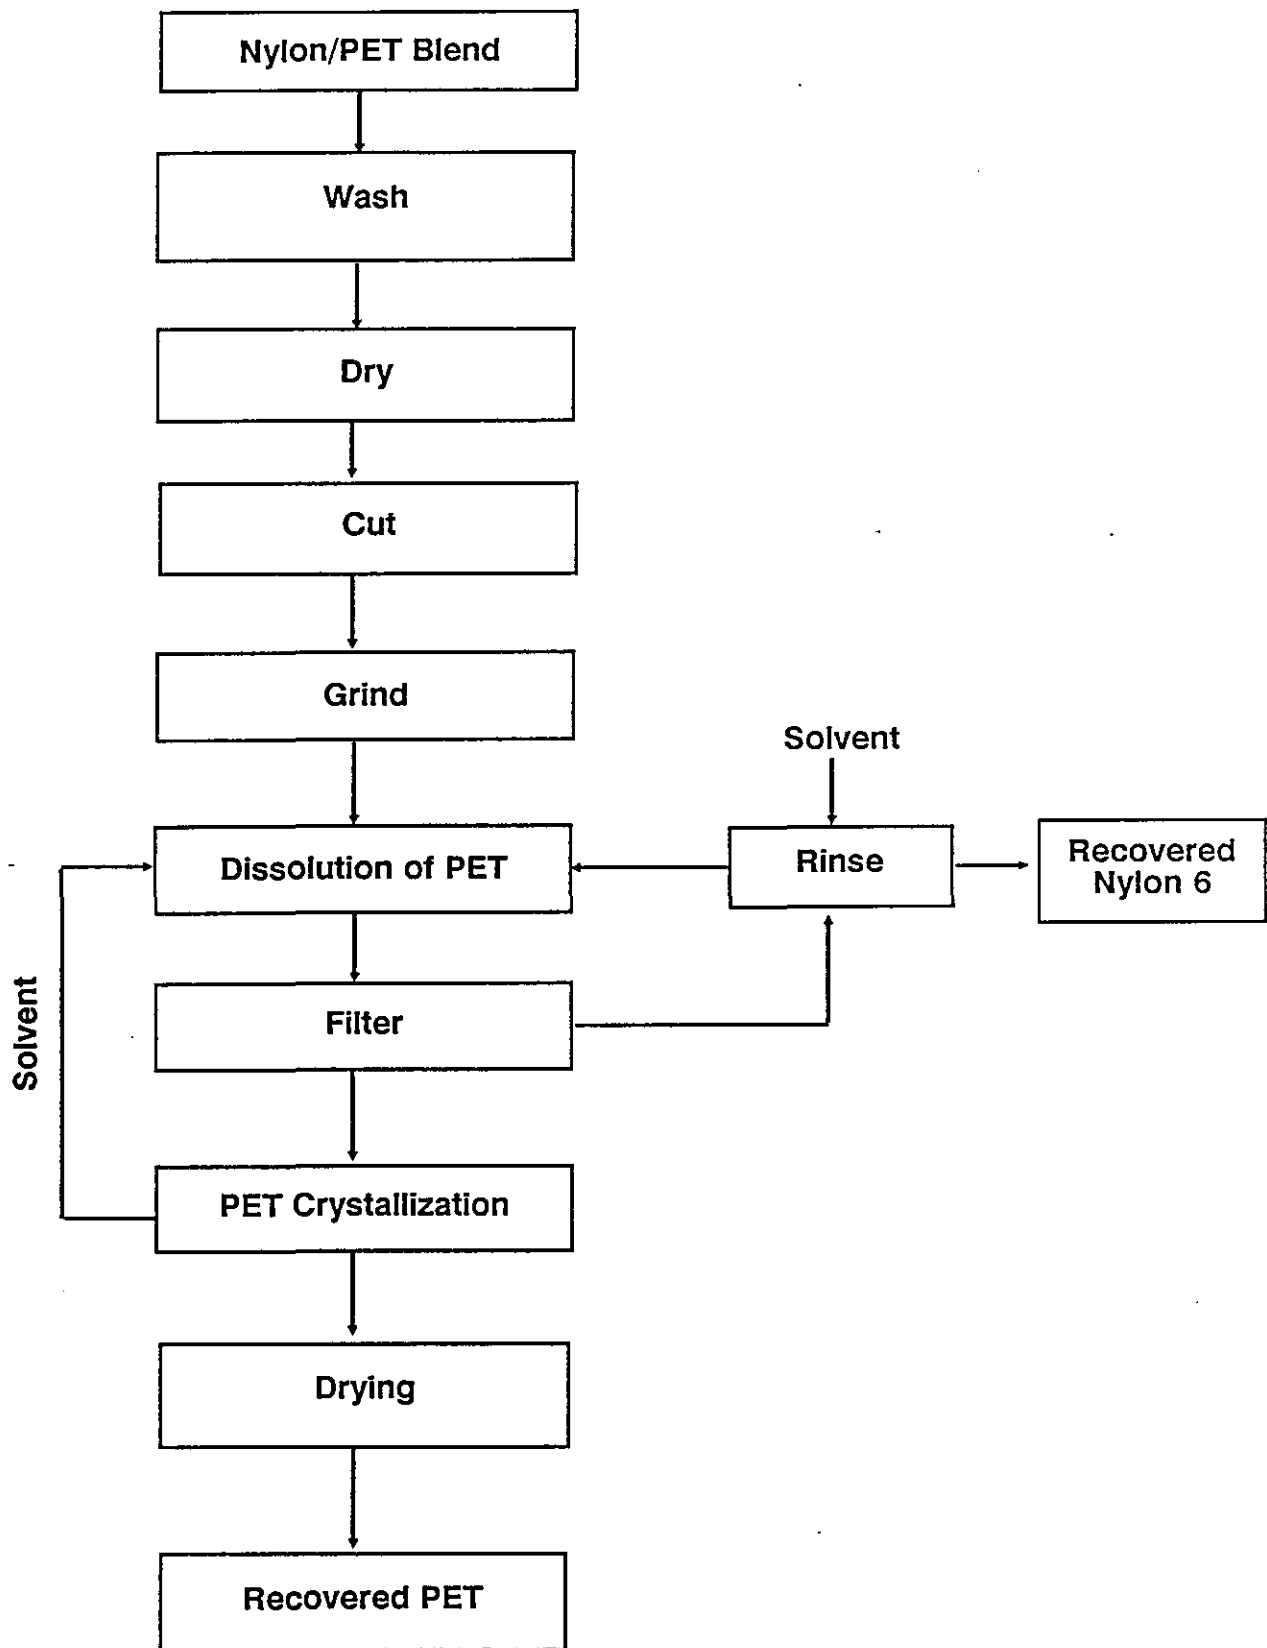 Nylon/PET Blend
Wash
Dry
Cut
Grind
Solvent
Dissolution of PET
Rinse
Recovered
Nylon 6
Filter
Solvent
PET Crystallization
Drying
Recovered PET